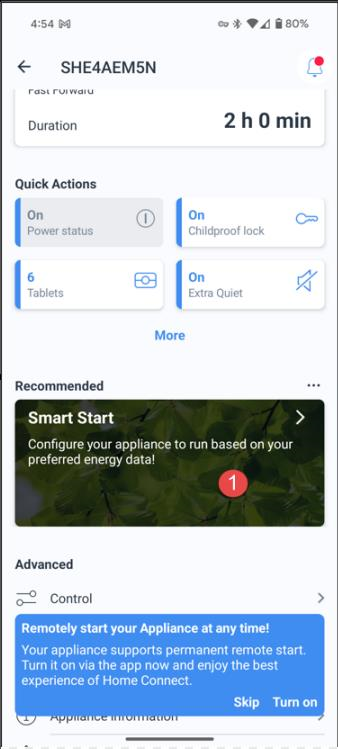 4:54
80%
SHE4AEM5N
Fast Forward
Duration
2 h 0 min
Quick Actions
On
Power status
On
Childproof lock
6
Tablets
On
Extra Quiet
More
Recommended
Smart Start
Configure your appliance to run based on your
preferred energy data!
1
Advanced
Control
Remotely start your Appliance at any time!
Your appliance supports permanent remote start.
Turn it on via the app now and enjoy the best
experience of Home Connect.
Skip Turn on
Appliance information